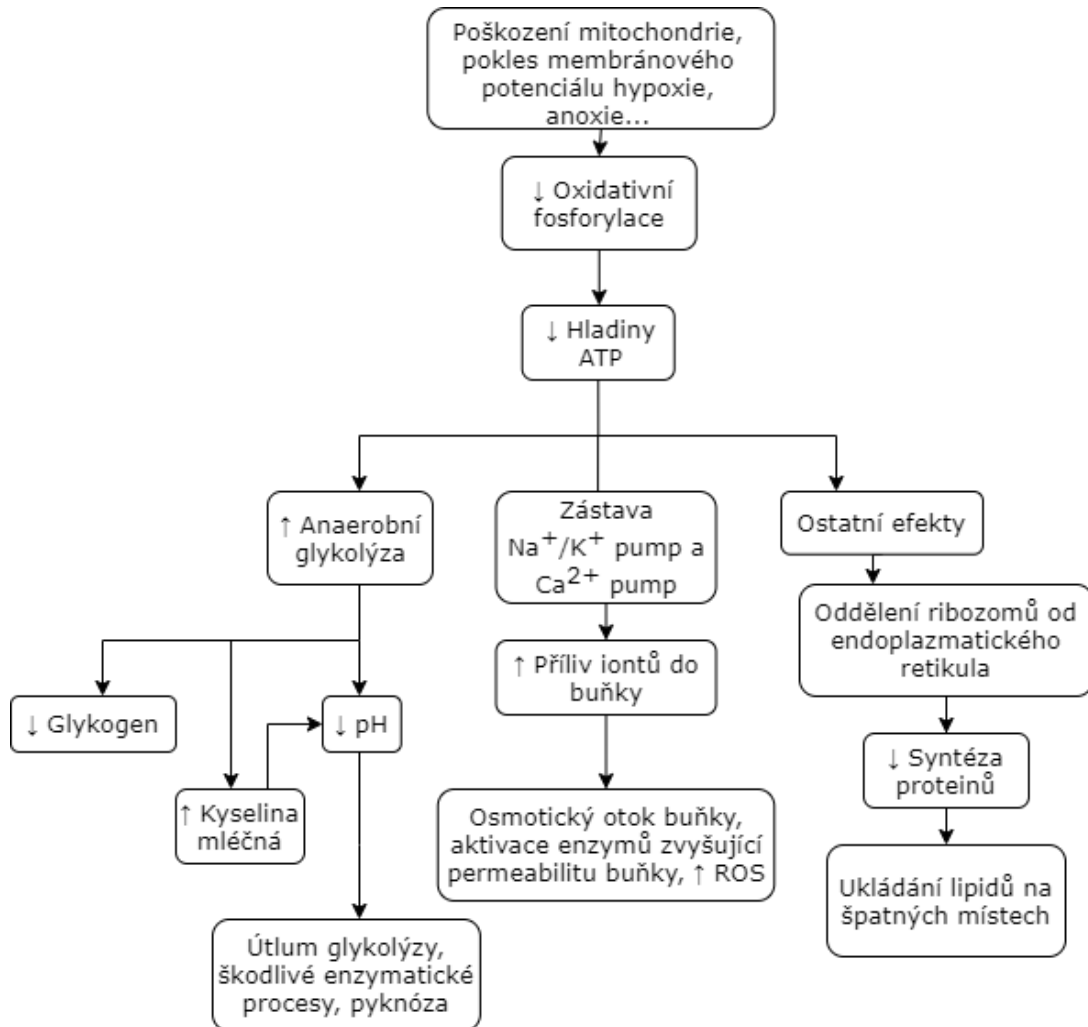 Poškození mitochondrie,
pokles membránového
potenciálu hypoxie,
anoxie...
↓ Oxidativní
fosforylace
↓ Hladiny
ATP
↑ Anaerobní
glykolýza
Zástava
Na⁺/K⁺ pump a
Ca²⁺ pump
Ostatní efekty
Oddělení ribozomů od
endoplazmatického
retikula
↑ Příliv iontů do
buňky
↓ Glykogen
↓ pH
↓ Syntéza
proteinů
↑ Kyselina
mléčná
Osmotický otok buňky,
aktivace enzymů zvyšující
permeabilitu buňky, ↑ ROS
Ukládání lipidů na
špatných místech
Útlum glykolýzy,
škodlivé enzymatické
procesy, pyknóza